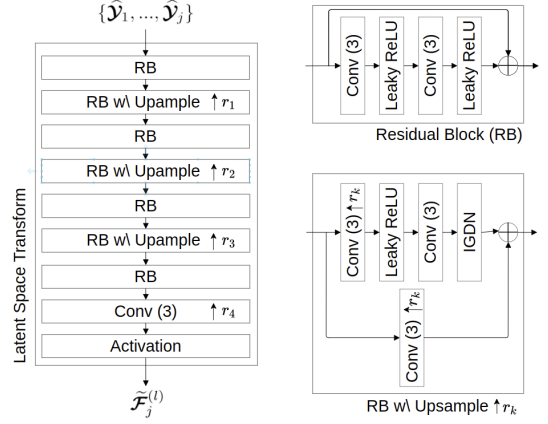 {𝓨̂₁, ..., 𝓨̂ⱼ}
RB
RB w\ Upample ↑ r₁
RB
RB w\ Upample ↑ r₂
RB
RB w\ Upample ↑ r₃
RB
Conv (3) ↑ r₄
Activation
Latent Space Transform
𝓕̃ⱼ⁽ˡ⁾
Conv (3)
Leaky ReLU
Conv (3)
Leaky ReLU
Residual Block (RB)
Conv (3) ↑ rₖ
Leaky ReLU
Conv (3)
IGDN
Conv (3) ↑ rₖ
RB w\ Upsample ↑ rₖ